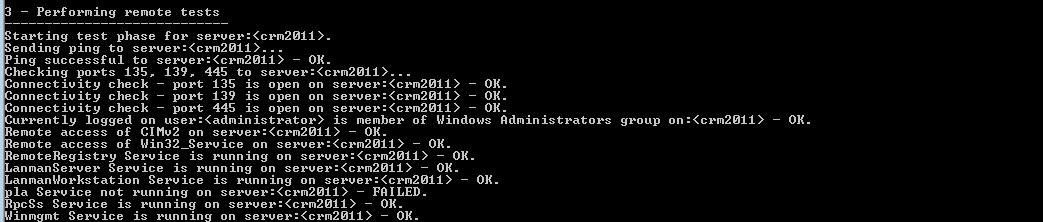 3 - Performing remote tests
----------------------------
Starting test phase for server:<crm2011>.
Sending ping to server:<crm2011>...
Ping successful to server:<crm2011> - OK.
Checking ports 135, 139, 445 to server:<crm2011>...
Connectivity check - port 135 is open on server:<crm2011> - OK.
Connectivity check - port 139 is open on server:<crm2011> - OK.
Connectivity check - port 445 is open on server:<crm2011> - OK.
Currently logged on user:<administrator> is member of Windows Administrators group on:<crm2011> - OK.
Remote access of CIMv2 on server:<crm2011> - OK.
Remote access of Win32_Service on server:<crm2011> - OK.
RemoteRegistry Service is running on server:<crm2011> - OK.
LanmanServer Service is running on server:<crm2011> - OK.
LanmanWorkstation Service is running on server:<crm2011> - OK.
pla Service not running on server:<crm2011> - FAILED.
RpcSs Service is running on server:<crm2011> - OK.
Winmgmt Service is running on server:<crm2011> - OK.